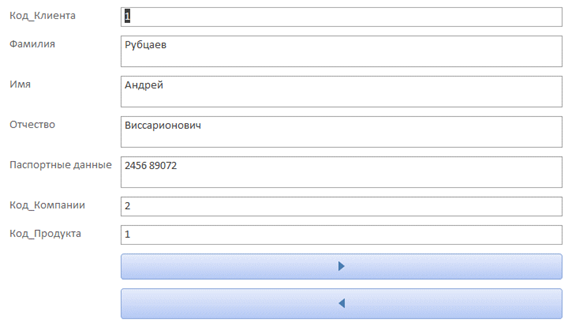 Код_Клиента 1
Фамилия Рубцаев
Имя Андрей
Отчество Виссарионович
Паспортные данные 2456 89072
Код_Компании 2
Код_Продукта 1